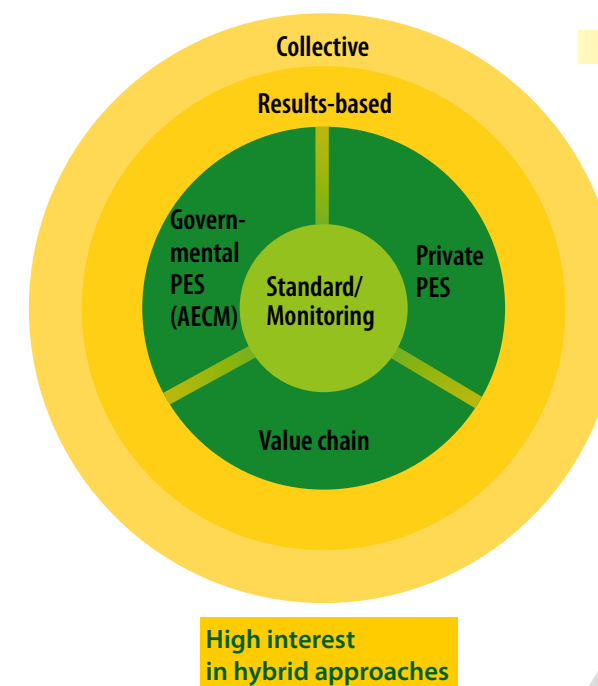 Collective
Results-based
Govern-
mental
PES
(AECM)
Private
PES
Standard/
Monitoring
Value chain
High interest
in hybrid approaches